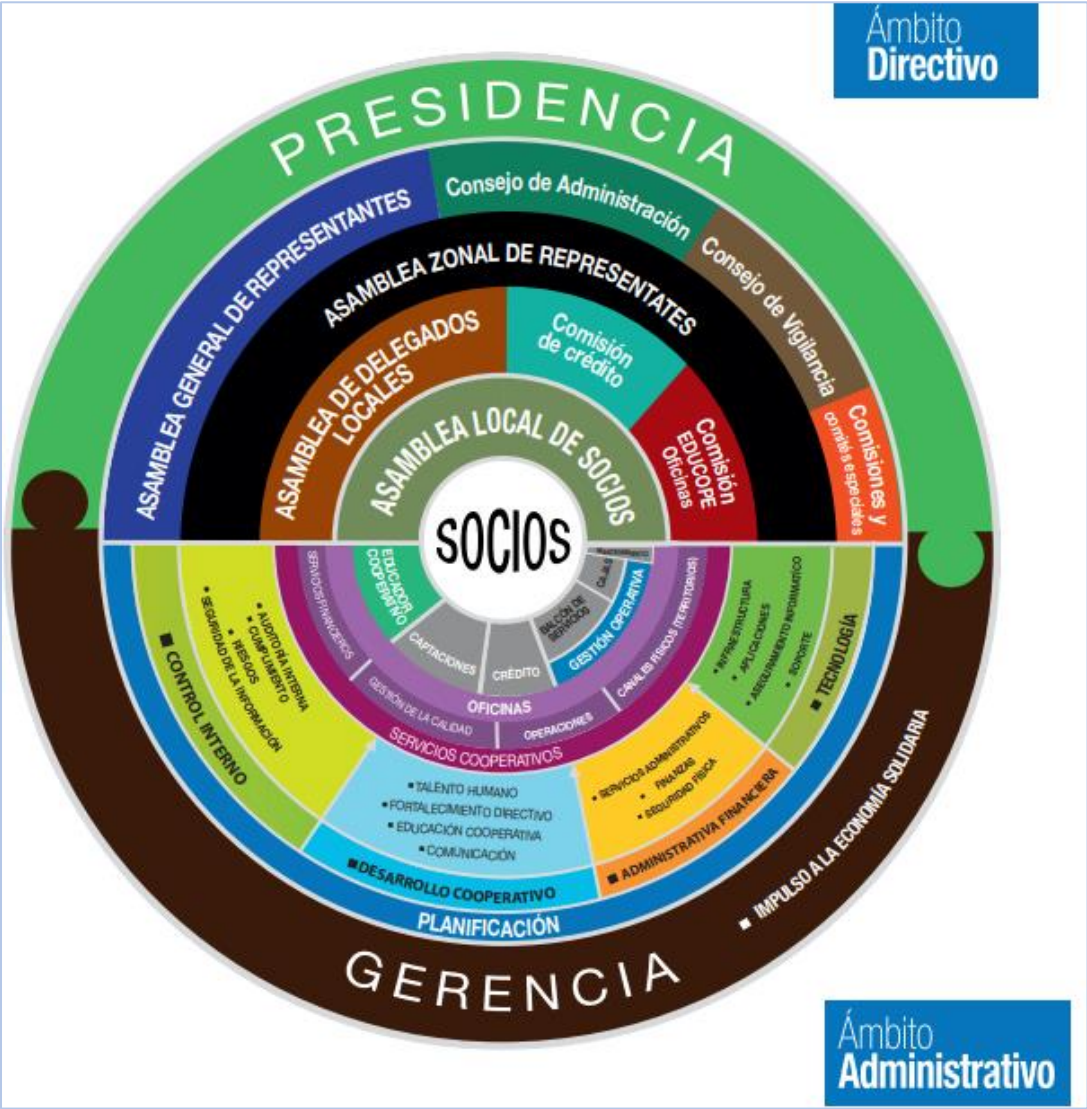 Ámbito
Directivo
PRESIDENCIA
ASAMBLEA GENERAL DE REPRESENTANTES
Consejo de Administración
Consejo de Vigilancia
Comisiones y
comités especiales
ASAMBLEA ZONAL DE REPRESENTATES
ASAMBLEA DE DELEGADOS
LOCALES
Comisión
de crédito
Comisión
EDUCOPE
Oficinas
ASAMBLEA LOCAL DE SOCIOS
SOCIOS
EDUCADOR
COOPERATIVO
CAPTACIONES
CRÉDITO
BALCÓN DE
SERVICIOS
CAJAS
GESTIÓN OPERATIVA
OFICINAS
SERVICIOS FINANCIEROS
GESTIÓN DE LA CALIDAD
OPERACIONES
CANALES FÍSICOS (TERRITORIOS)
SERVICIOS COOPERATIVOS
▪ AUDITORÍA INTERNA
▪ CUMPLIMIENTO
▪ RIESGOS
▪ SEGURIDAD DE LA INFORMACIÓN
■ CONTROL INTERNO
▪ TALENTO HUMANO
▪ FORTALECIMIENTO DIRECTIVO
▪ EDUCACIÓN COOPERATIVA
▪ COMUNICACIÓN
■ DESARROLLO COOPERATIVO
▪ SERVICIOS ADMINISTRATIVOS
▪ FINANZAS
▪ SEGURIDAD FÍSICA
■ ADMINISTRATIVA FINANCIERA
▪ INFRAESTRUCTURA
▪ APLICACIONES
▪ ASEGURAMIENTO INFORMATÍCO
▪ SOPORTE
■ TECNOLOGÍA
PLANIFICACIÓN
■ IMPULSO A LA ECONOMÍA SOLIDARIA
GERENCIA
Ámbito
Administrativo